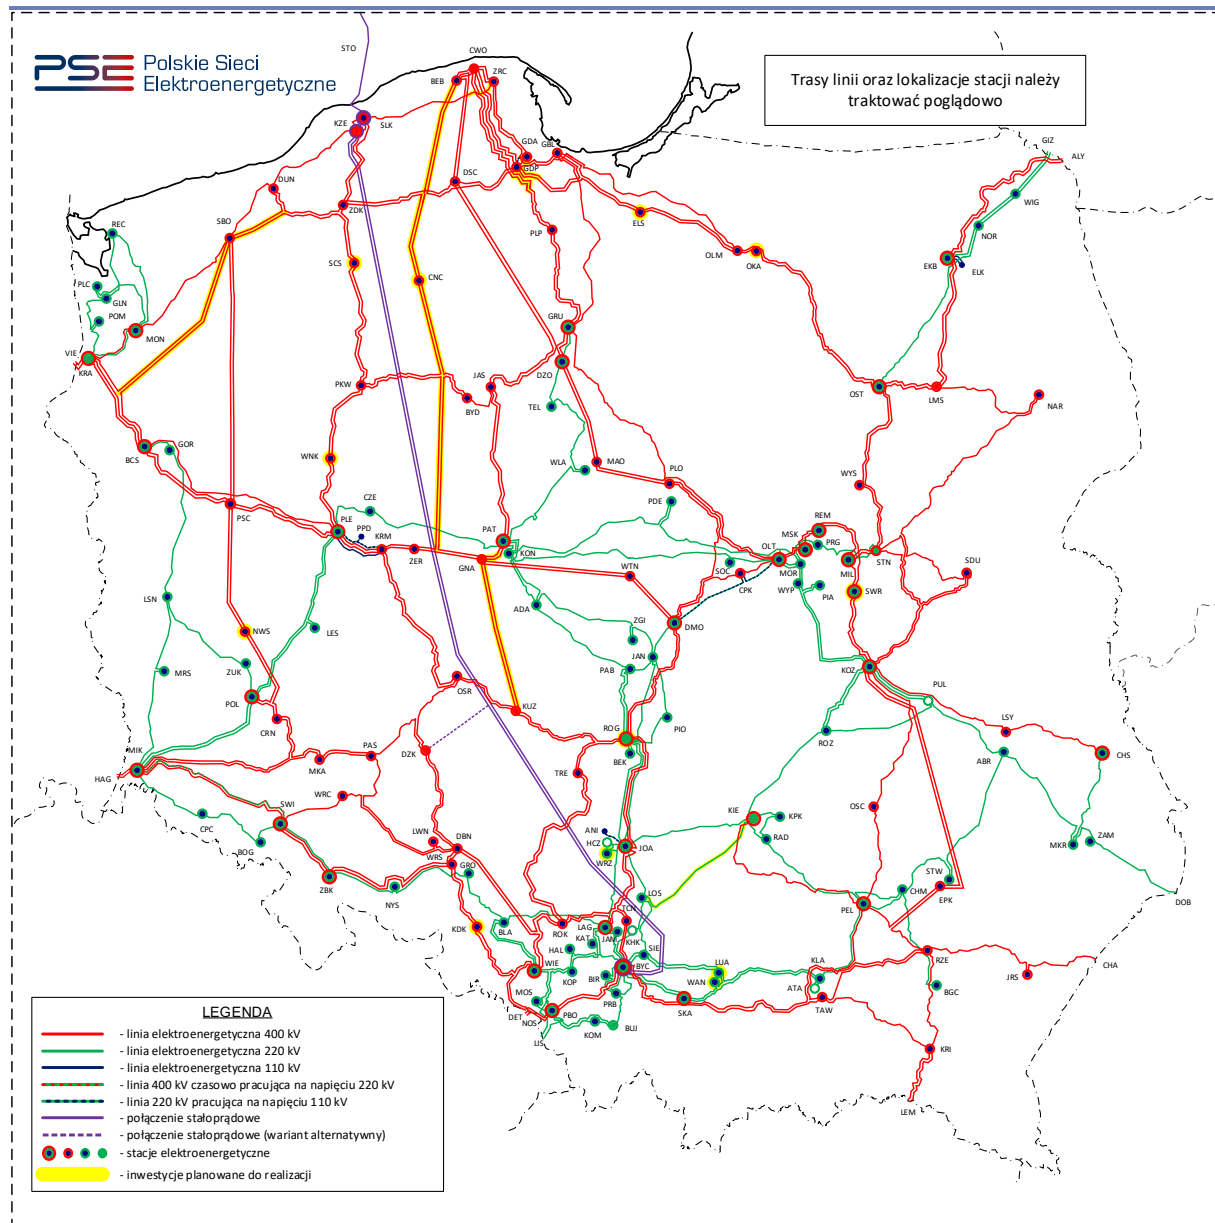 STO
CWO
BEB
ZRC
PSE Polskie Sieci
Elektroenergetyczne
Trasy linii oraz lokalizacje stacji należy
traktować poglądowo
KZE
SLK
GDA
GBL
GDP
DSC
GIZ
ALY
DUN
ZDK
WIG
REC
SBO
PLP
ELS
NOR
OLM
OKA
EKB
ELK
SCS
CNC
PLC
GLN
POM
MON
GRU
VIE
KRA
DZO
PKW
JAS
BYD
TEL
OST
LMS
NAR
GOR
BCS
WNK
WLA
MAO
PLO
WYS
PDE
CZE
PSC
PLE
PPD
KRM
ZER
PAT
KON
GNA
REM
MSK
PRG
OLT
MOR
MIL
STN
SOC
CPK
WYP
PIA
SWR
SDU
WTN
LSN
ADA
ZGI
DMO
NWS
LES
JAN
PAB
ZUK
MRS
POL
OSR
KUZ
KOZ
PUL
CRN
ROG
PIO
ROZ
LSY
ABR
CHS
MIK
HAG
MKA
PAS
DZK
BEK
TRE
WRC
SWI
CPC
BOG
LWN
DBN
WRS
GRO
ANI
HCZ
WRZ
JOA
KIE
KPK
RAD
OSC
MKR
ZAM
ZBK
NYS
LOS
STW
CHM
EPK
PEL
DOB
KDK
BLA
ROK
LAG
TCN
JAM
KHK
KAT
HAL
SIE
BYC
WIE
KOP
BIR
LUA
WAN
KLA
ATA
TAW
RZE
CHA
JRS
BGC
MOS
PRB
SKA
DET
NOS
PBO
LIS
KOM
BUJ
KRI
LEM
LEGENDA
- linia elektroenergetyczna 400 kV
- linia elektroenergetyczna 220 kV
- linia elektroenergetyczna 110 kV
- linia 400 kV czasowo pracująca na napięciu 220 kV
- linia 220 kV pracująca na napięciu 110 kV
- połączenie stałoprądowe
- połączenie stałoprądowe (wariant alternatywny)
- stacje elektroenergetyczne
- inwestycje planowane do realizacji